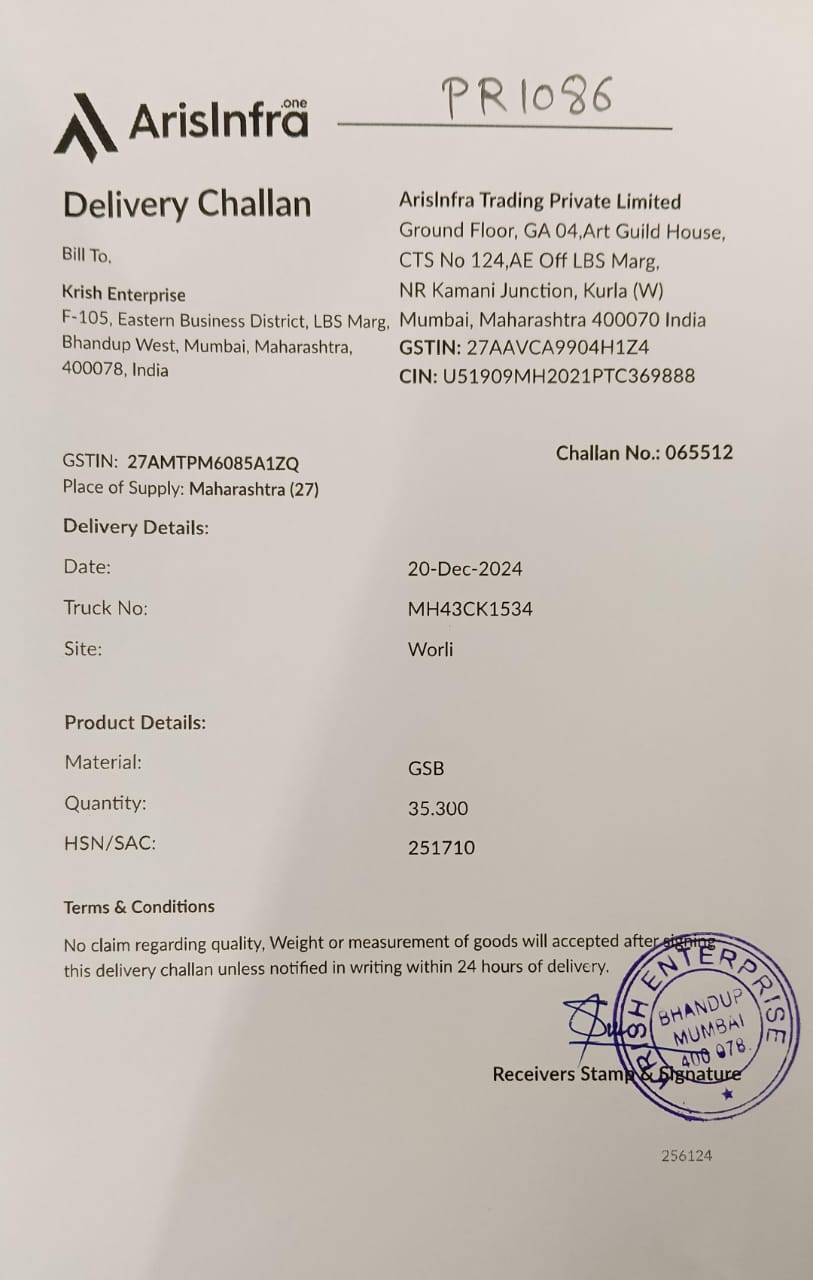 ArisInfra
.one
PR1086
Delivery Challan
Bill To,
Krish Enterprise
F-105, Eastern Business District, LBS Marg,
Bhandup West, Mumbai, Maharashtra,
400078, India
ArisInfra Trading Private Limited
Ground Floor, GA 04,Art Guild House,
CTS No 124,AE Off LBS Marg,
NR Kamani Junction, Kurla (W)
Mumbai, Maharashtra 400070 India
GSTIN: 27AAVCA9904H1Z4
CIN: U51909MH2021PTC369888
Challan No.: 065512
GSTIN: 27AMTPM6085A1ZQ
Place of Supply: Maharashtra (27)
Delivery Details:
Date: 20-Dec-2024
Truck No: MH43CK1534
Site: Worli
Product Details:
Material: GSB
Quantity: 35.300
HSN/SAC: 251710
Terms & Conditions
No claim regarding quality, Weight or measurement of goods will accepted after signing
this delivery challan unless notified in writing within 24 hours of delivery.
KRISH ENTERPRISE
BHANDUP
MUMBAI
400 078.
Receivers Stamp & Signature
256124